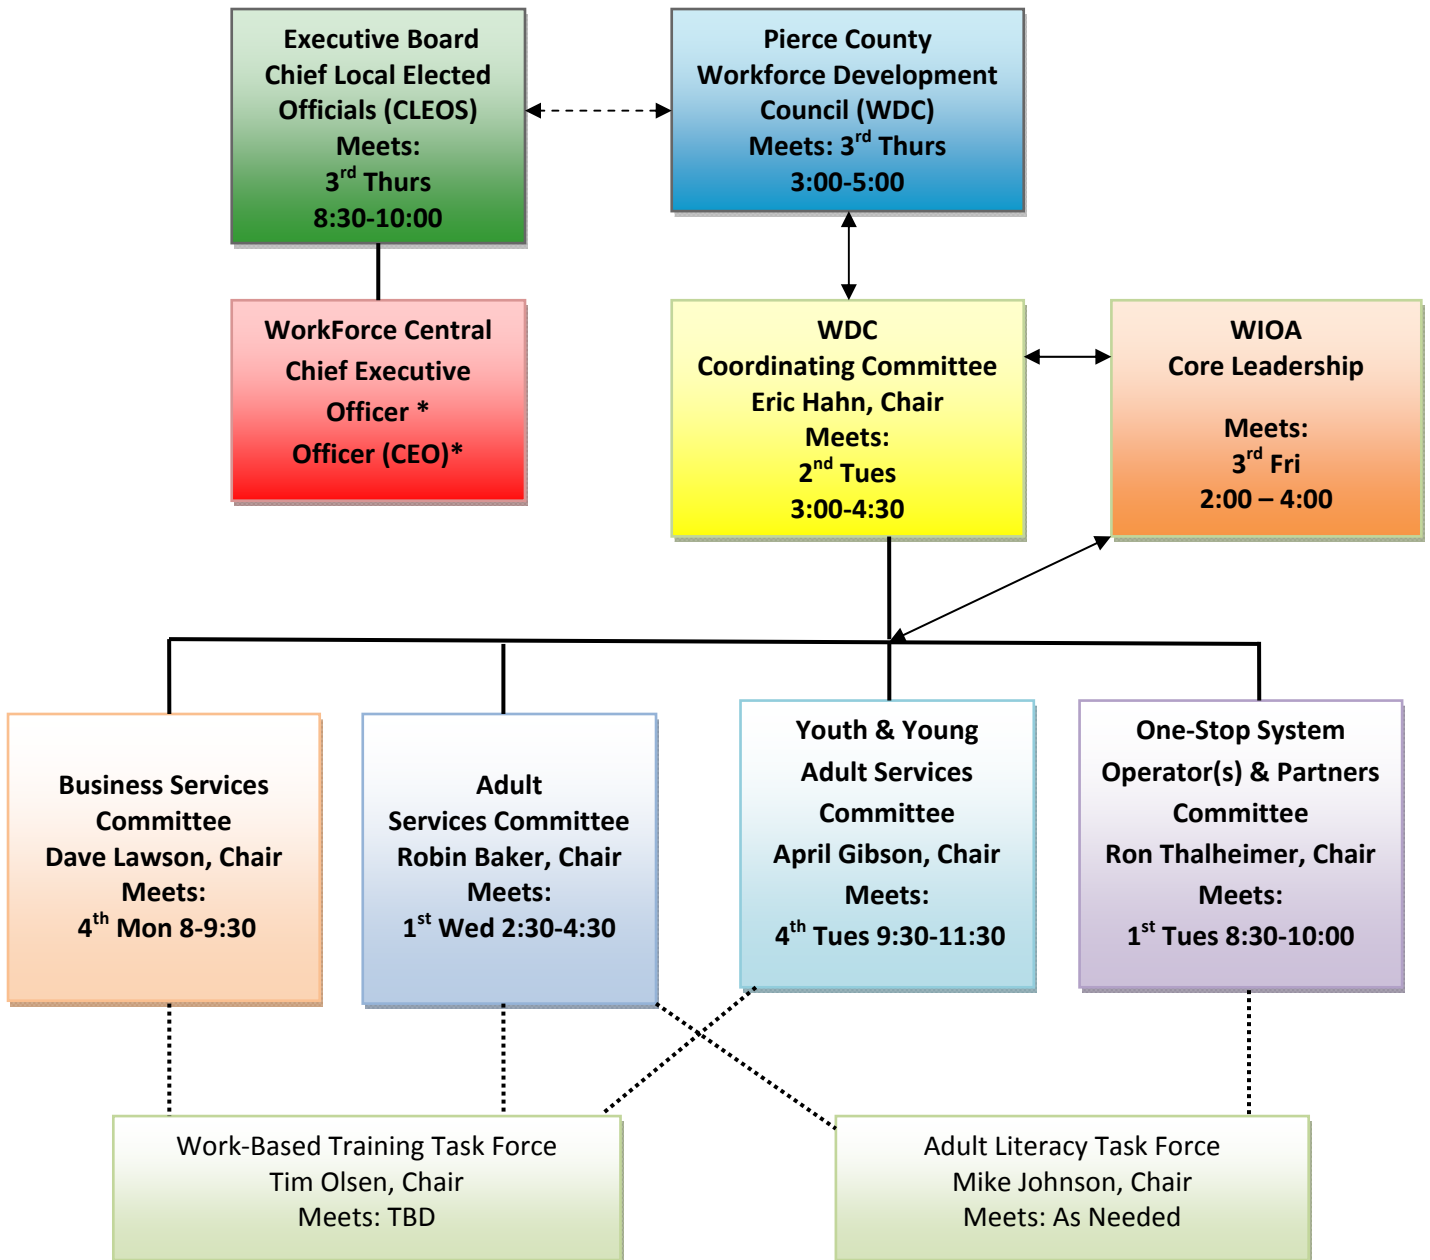 Executive Board
Chief Local Elected
Officials (CLEOS)
Meets:
3rd Thurs
8:30-10:00
Pierce County
Workforce Development
Council (WDC)
Meets: 3rd Thurs
3:00-5:00
WorkForce Central
Chief Executive
Officer *
Officer (CEO)*
WDC
Coordinating Committee
Eric Hahn, Chair
Meets:
2nd Tues
3:00-4:30
WIOA
Core Leadership
Meets:
3rd Fri
2:00 – 4:00
Business Services
Committee
Dave Lawson, Chair
Meets:
4th Mon 8-9:30
Adult
Services Committee
Robin Baker, Chair
Meets:
1st Wed 2:30-4:30
Youth & Young
Adult Services
Committee
April Gibson, Chair
Meets:
4th Tues 9:30-11:30
One-Stop System
Operator(s) & Partners
Committee
Ron Thalheimer, Chair
Meets:
1st Tues 8:30-10:00
Work-Based Training Task Force
Tim Olsen, Chair
Meets: TBD
Adult Literacy Task Force
Mike Johnson, Chair
Meets: As Needed